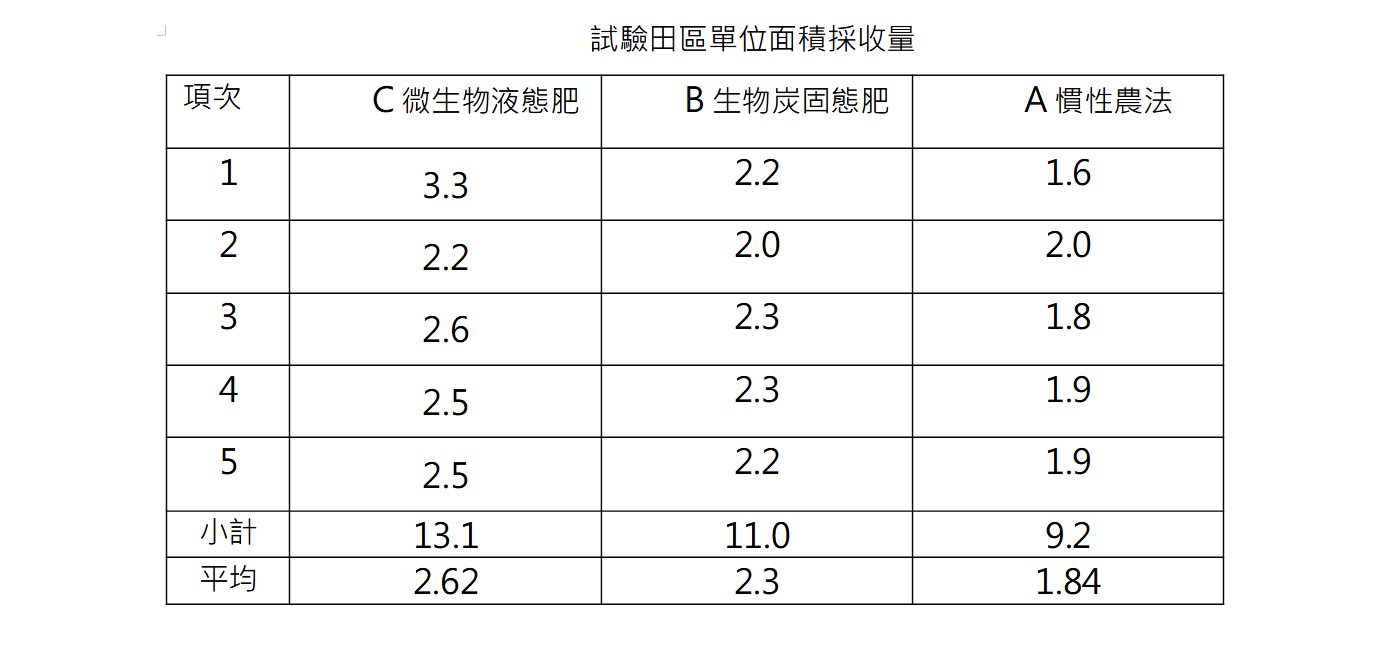 試驗田區單位面積採收量
項次 C 微生物液態肥 B 生物炭固態肥 A 慣性農法
1 3.3 2.2 1.6
2 2.2 2.0 2.0
3 2.6 2.3 1.8
4 2.5 2.3 1.9
5 2.5 2.2 1.9
小計 13.1 11.0 9.2
平均 2.62 2.3 1.84